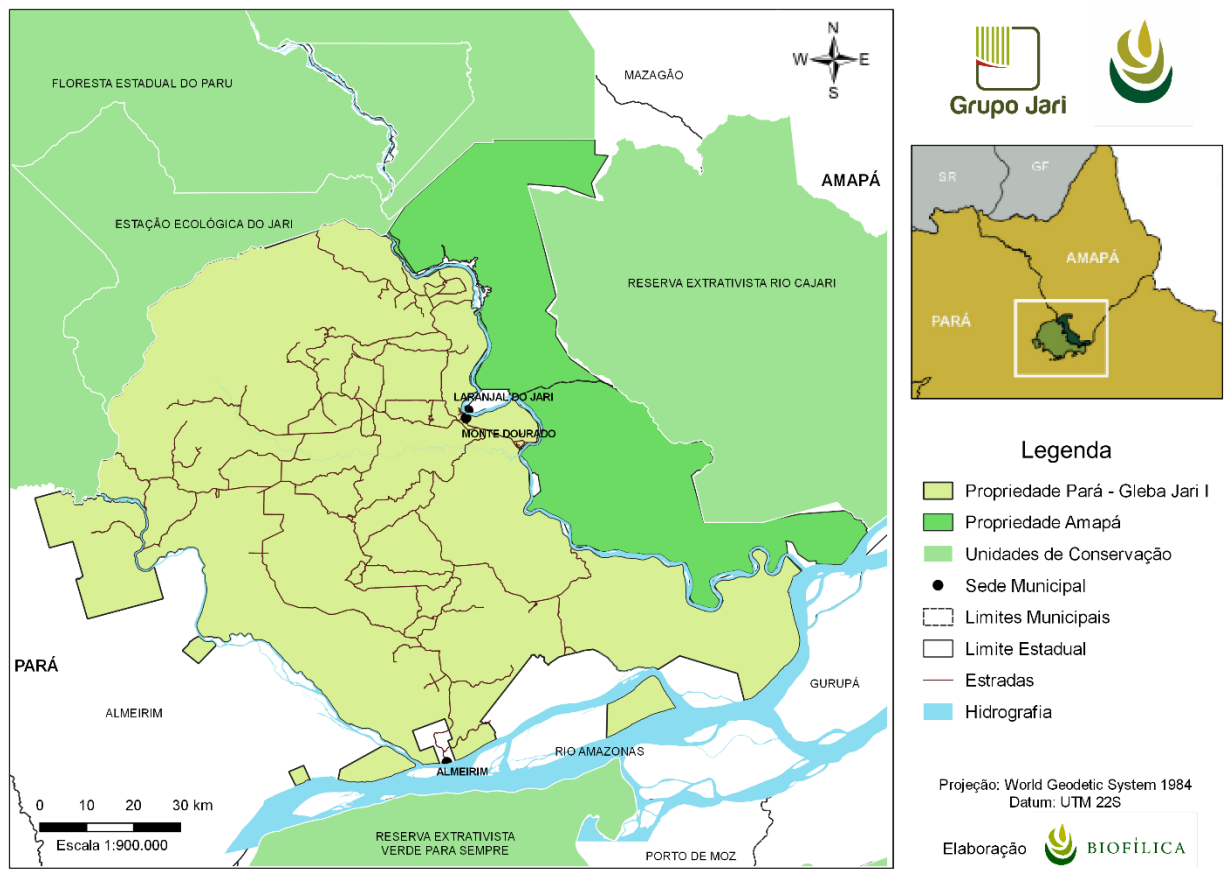 FLORESTA ESTADUAL DO PARU
MAZAGÃO
N
W E
S
AMAPÁ
ESTAÇÃO ECOLÓGICA DO JARI
RESERVA EXTRATIVISTA RIO CAJARI
LARANJAL DO JARI
MONTE DOURADO
PARÁ
ALMEIRIM
GURUPÁ
RIO AMAZONAS
ALMEIRIM
0 10 20 30 km
Escala 1:900.000
RESERVA EXTRATIVISTA
VERDE PARA SEMPRE
PORTO DE MOZ
Grupo Jari
SR
GF
AMAPÁ
PARÁ
Legenda
Propriedade Pará - Gleba Jari I
Propriedade Amapá
Unidades de Conservação
Sede Municipal
Limites Municipais
Limite Estadual
Estradas
Hidrografia
Projeção: World Geodetic System 1984
Datum: UTM 22S
Elaboração BIOFÍLICA